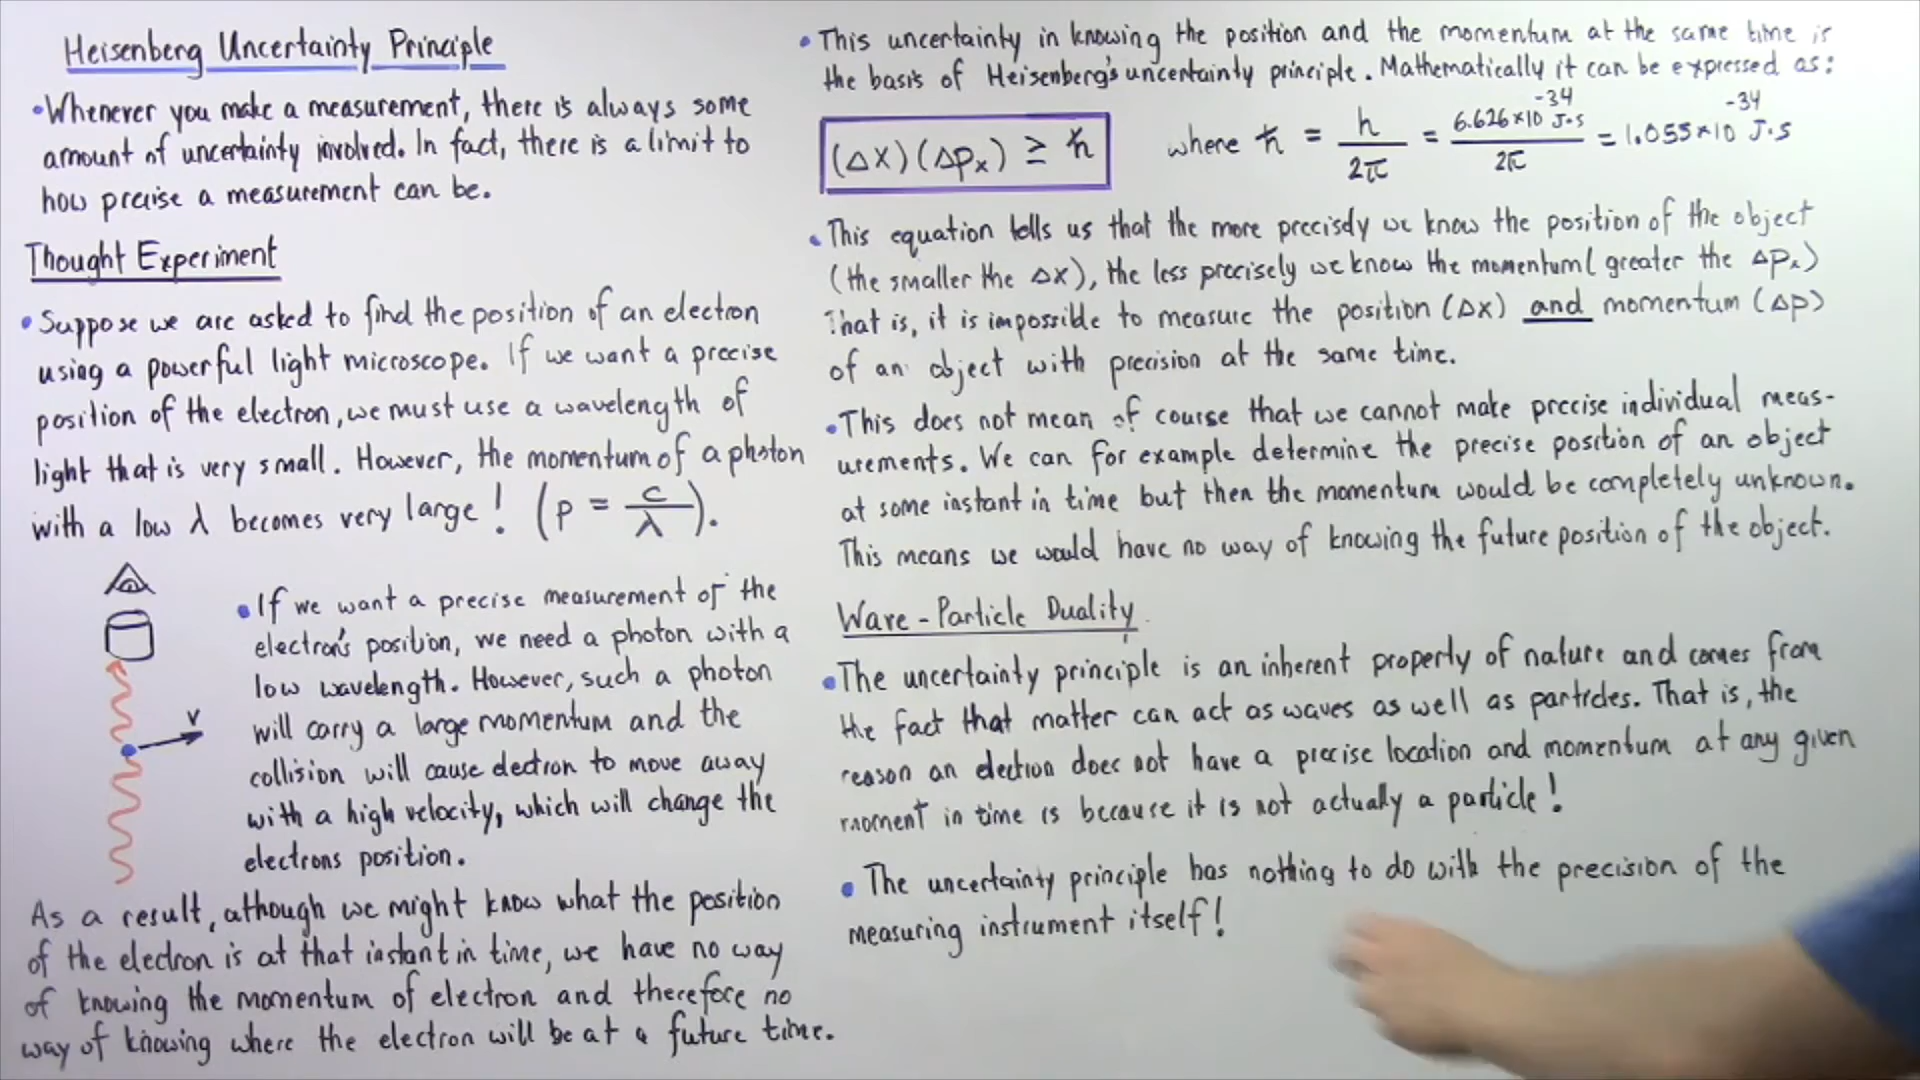 Heisenberg Uncertainty Principle
•Whenever you make a measurement, there is always some
amount of uncertainty involved. In fact, there is a limit to
how precise a measurement can be.
Thought Experiment
•Suppose we are asked to find the position of an electron
using a powerful light microscope. If we want a precise
position of the electron, we must use a wavelength of
light that is very small. However, the momentum of a photon
with a low λ becomes very large! (p = c/λ).
v
•If we want a precise measurement of the
electron's position, we need a photon with a
low wavelength. However, such a photon
will carry a large momentum and the
collision will cause electron to move away
with a high velocity, which will change the
electrons position.
As a result, although we might know what the position
of the electron is at that instant in time, we have no way
of knowing the momentum of electron and therefore no
way of knowing where the electron will be at a future time.
•This uncertainty in knowing the position and the momentum at the same time is
the basis of Heisenberg's uncertainty principle. Mathematically it can be expressed as:
(Δx)(Δpₓ) ≥ ℏ where ℏ = h/2π = 6.626×10⁻³⁴ J·s/2π = 1.055×10⁻³⁴ J·s
•This equation tells us that the more precisely we know the position of the object
(the smaller the Δx), the less precisely we know the momentum (greater the Δpₓ)
That is, it is impossible to measure the position (Δx) and momentum (Δp)
of an object with precision at the same time.
•This does not mean of course that we cannot make precise individual meas-
urements. We can for example determine the precise position of an object
at some instant in time but then the momentum would be completely unknown.
This means we would have no way of knowing the future position of the object.
Wave-Particle Duality
•The uncertainty principle is an inherent property of nature and comes from
the fact that matter can act as waves as well as particles. That is, the
reason an electron does not have a precise location and momentum at any given
moment in time is because it is not actually a particle!
•The uncertainty principle has nothing to do with the precision of the
measuring instrument itself!